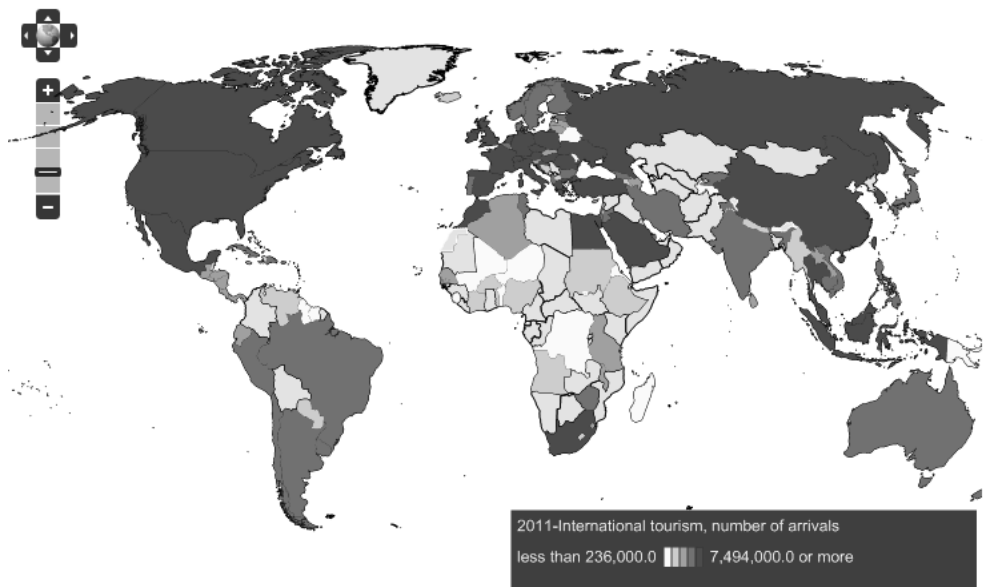 2011-International tourism, number of arrivals
less than 236,000.0 7,494,000.0 or more